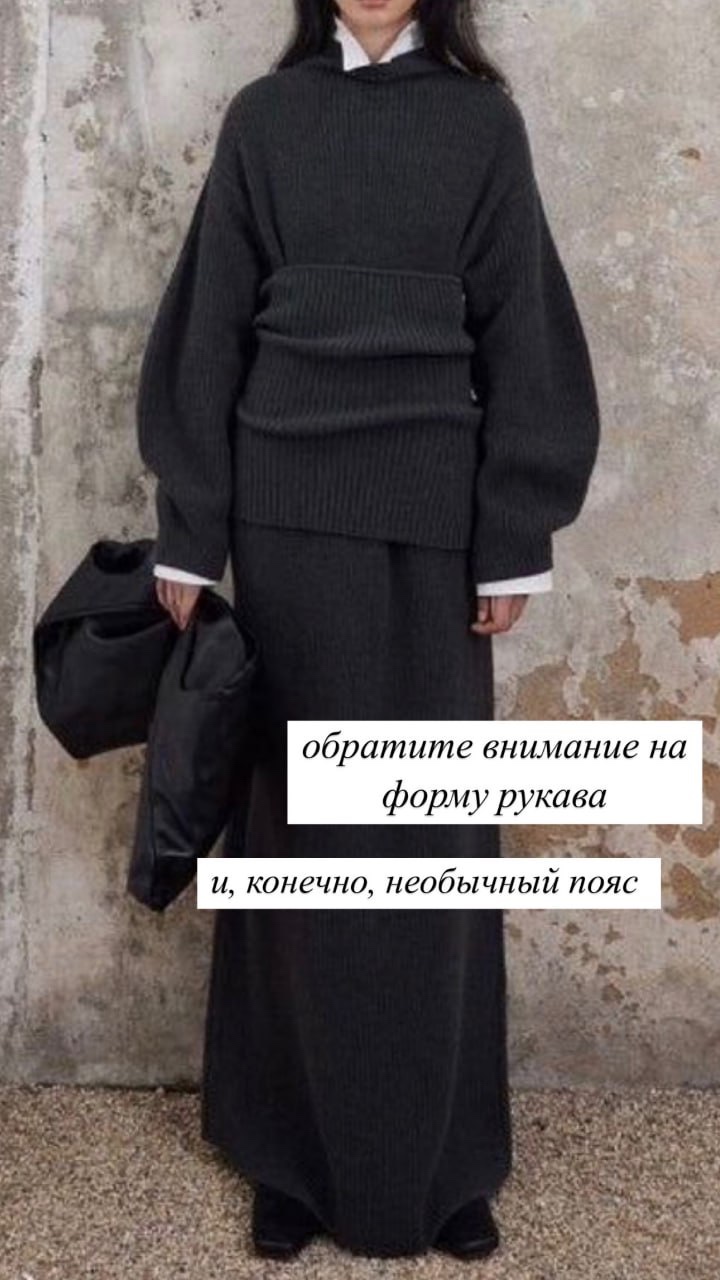 обратите внимание на
форму рукава
и, конечно, необычный пояс